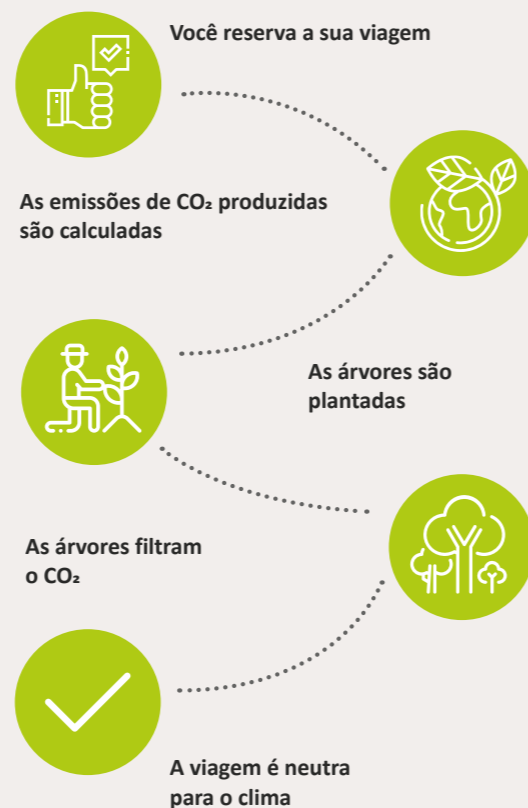 Você reserva a sua viagem
As emissões de CO₂ produzidas
são calculadas
As árvores são
plantadas
As árvores filtram
o CO₂
A viagem é neutra
para o clima